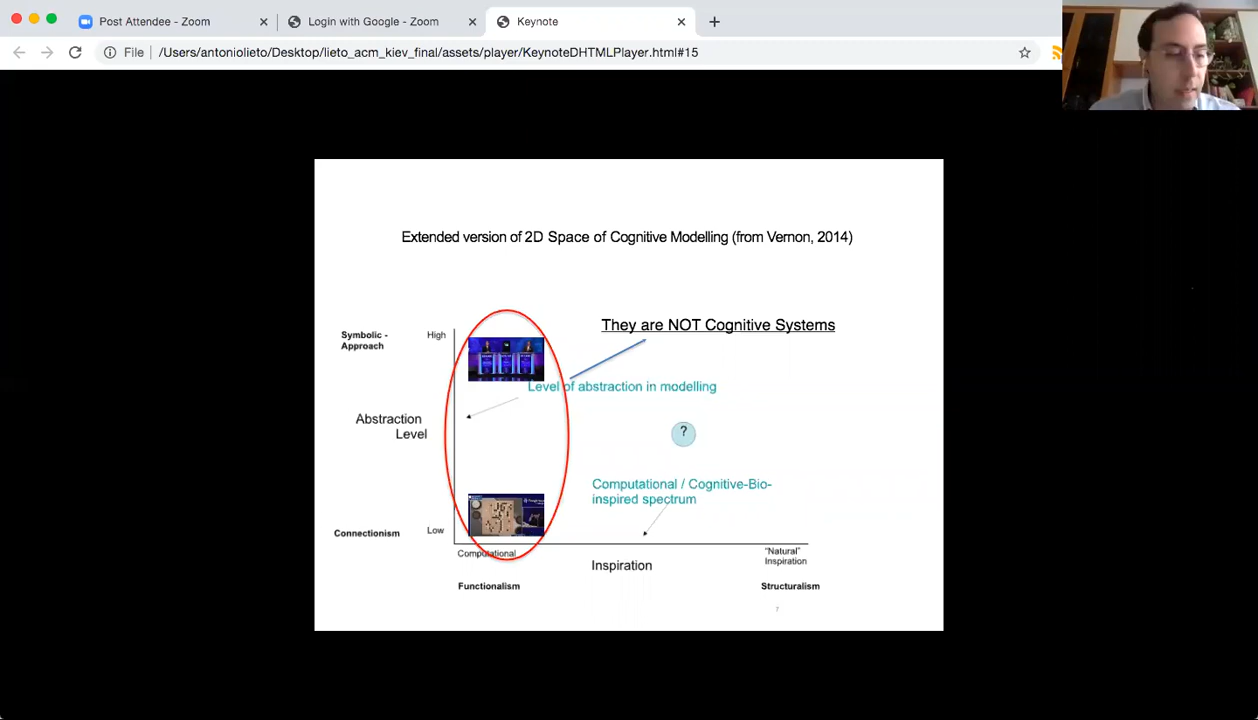 Post Attendee - Zoom
Login with Google - Zoom
Keynote
File
/Users/antoniolieto/Desktop/lieto_acm_kiev_final/assets/player/KeynoteDHTMLPlayer.html#15
Extended version of 2D Space of Cognitive Modelling (from Vernon, 2014)
They are NOT Cognitive Systems
Symbolic -
Approach
High
Level of abstraction in modelling
Abstraction
Level
?
Computational / Cognitive-Bio-
inspired spectrum
Connectionism
Low
Computational
"Natural"
Inspiration
Inspiration
Functionalism
Structuralism
7